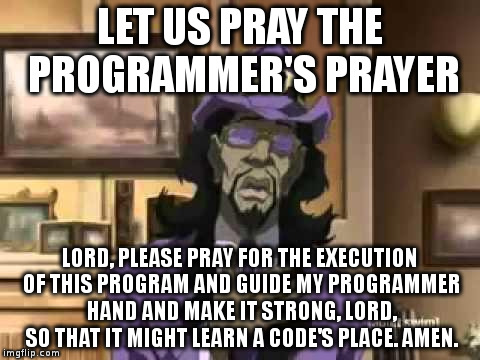 LET US PRAY THE
PROGRAMMER'S PRAYER
LORD, PLEASE PRAY FOR THE EXECUTION
OF THIS PROGRAM AND GUIDE MY PROGRAMMER
HAND AND MAKE IT STRONG, LORD,
SO THAT IT MIGHT LEARN A CODE'S PLACE. AMEN.
imgflip.com